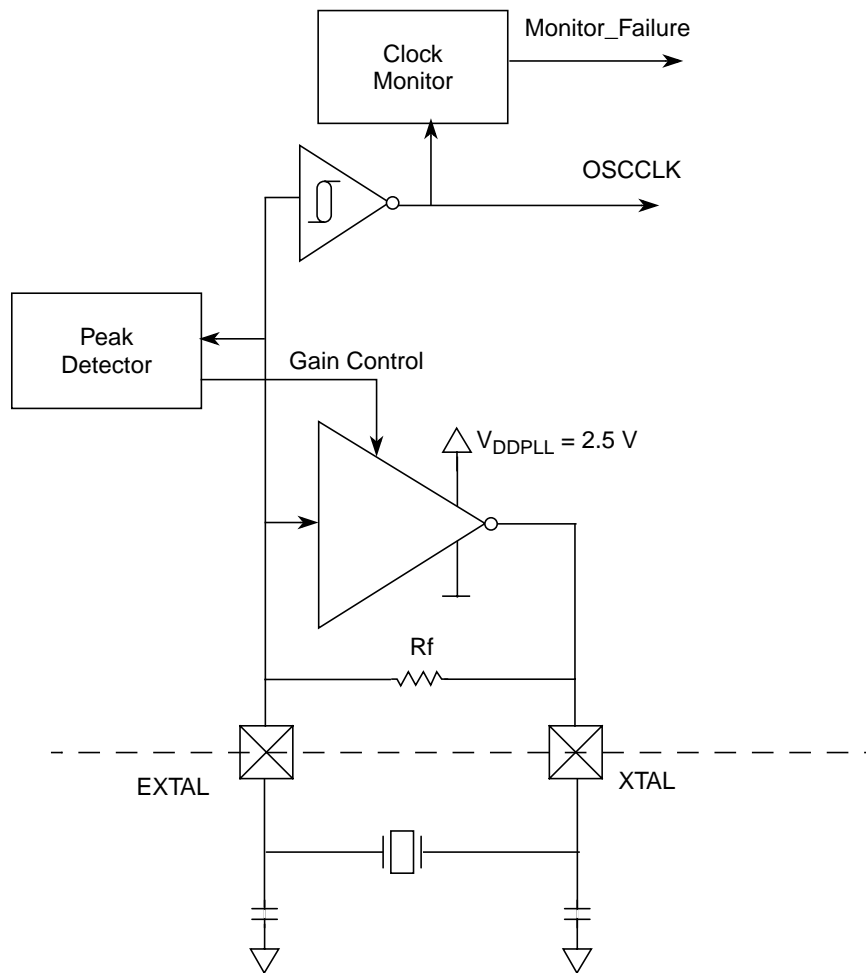 Monitor_Failure
Clock
Monitor
OSCCLK
Peak
Detector
Gain Control
VDDPLL = 2.5 V
Rf
EXTAL
XTAL